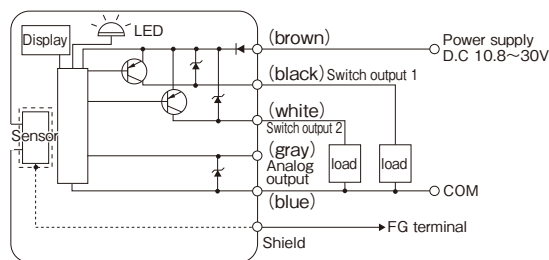 LED
Display
(brown)
Power supply
D.C 10.8～30V
(black) Switch output 1
(white)
Switch output 2
Sensor
(gray)
Analog
output
load
load
(blue)
COM
Shield
FG terminal